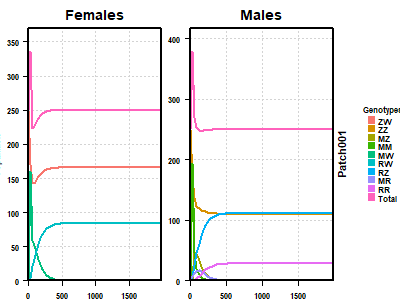 Females
Males
350
300
250
200
150
100
50
0
0
500
1000
1500
400
300
200
100
0
0
500
1000
1500
Patch001
Genotypes
ZW
ZZ
MZ
MM
MW
RW
RZ
MR
RR
Total